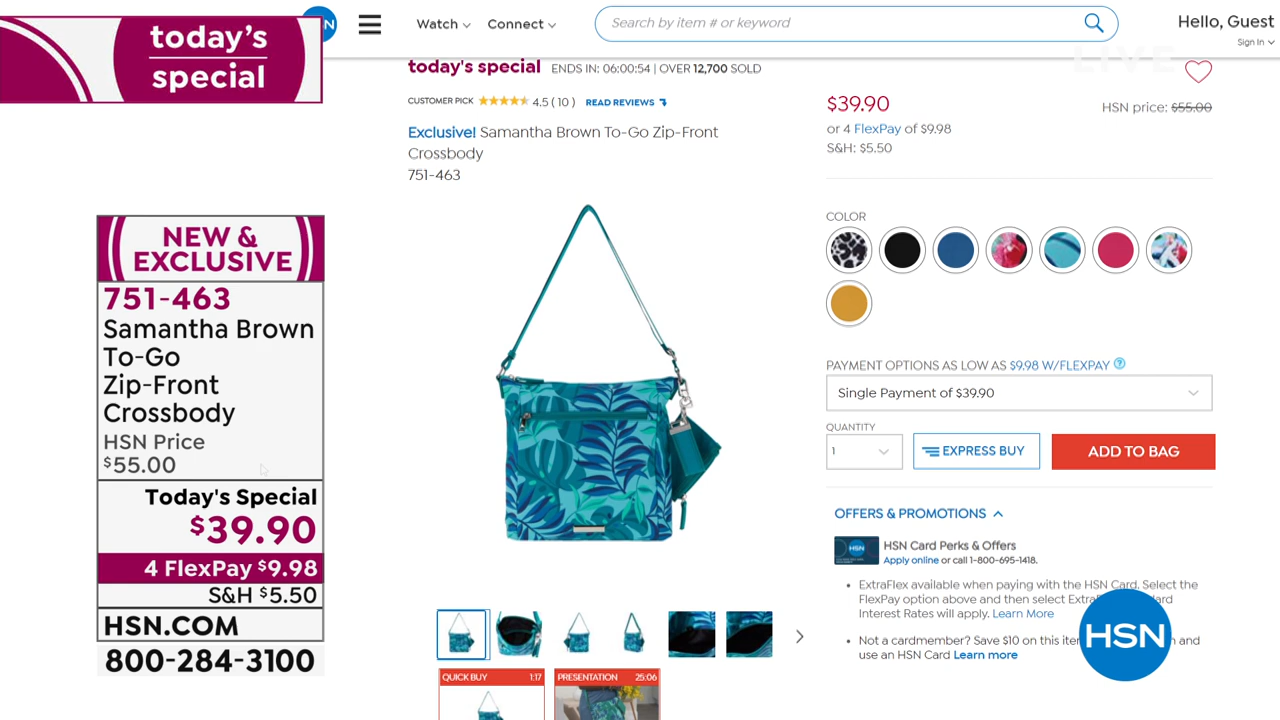 today's
special
NEW &
EXCLUSIVE
751-463
Samantha Brown
To-Go
Zip-Front
Crossbody
HSN Price
$55.00
Today's Special
$39.90
4 FlexPay $9.98
S&H $5.50
HSN.COM
800-284-3100
Watch
Connect
Search by item # or keyword
Hello, Guest
Sign In
LIVE
today's special ENDS IN: 06:00:54 | OVER 12,700 SOLD
CUSTOMER PICK 4.5 ( 10 ) READ REVIEWS
Exclusive! Samantha Brown To-Go Zip-Front
Crossbody
751-463
QUICK BUY 1:17
PRESENTATION 25:06
$39.90 HSN price: $55.00
or 4 FlexPay of $9.98
S&H: $5.50
COLOR
PAYMENT OPTIONS AS LOW AS $9.98 W/FLEXPAY ?
Single Payment of $39.90
QUANTITY
1
EXPRESS BUY
ADD TO BAG
OFFERS & PROMOTIONS
HSN
HSN Card Perks & Offers
Apply online or call 1-800-695-1418.
• ExtraFlex available when paying with the HSN Card. Select the
FlexPay option above and then select
Interest Rates will apply. Learn More
• Not a cardmember? Save $10 on this and
use an HSN Card Learn more
HSN